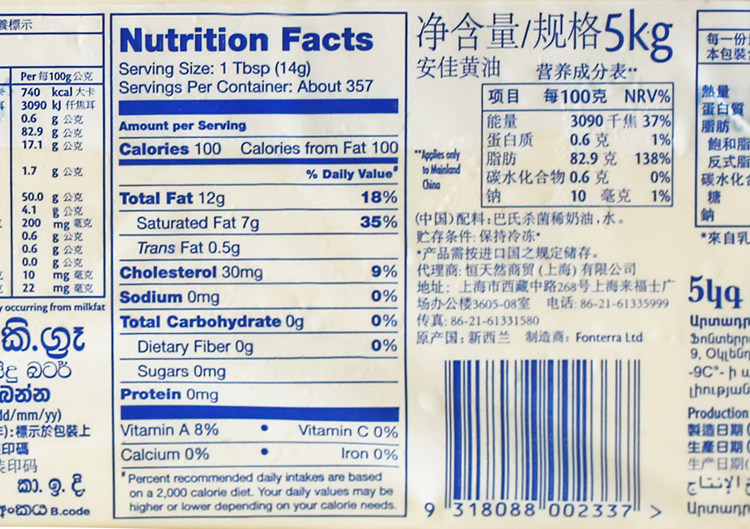 養標示
Per 每100g公克
740 kcal 大卡
3090 kJ 仟焦耳
0.6 g 公克
82.9 g 公克
17.1 g 公克
1.7 g 公克
50.0 g 公克
4.1 g 公克
200 mg 毫克
0.6 g 公克
0.6 g 公克
0.0 g 公克
10 mg 毫克
22 mg 毫克
occurring from milkfat
කි.ග්‍රෑ
බටර්
dd/mm/yy)
標示於包裝上
印碼
印码
කා. ඉ. දි.
අංකය B.code
Nutrition Facts
Serving Size: 1 Tbsp (14g)
Servings Per Container: About 357
Amount per Serving
Calories 100 Calories from Fat 100
% Daily Value#
Total Fat 12g 18%
Saturated Fat 7g 35%
Trans Fat 0.5g
Cholesterol 30mg 9%
Sodium 0mg 0%
Total Carbohydrate 0g 0%
Dietary Fiber 0g 0%
Sugars 0mg
Protein 0mg
Vitamin A 8% • Vitamin C 0%
Calcium 0% • Iron 0%
#Percent recommended daily intakes are based
on a 2,000 calorie diet. Your daily values may be
higher or lower depending on your calorie needs.
净含量/规格5kg
安佳黄油 营养成分表**
项目 每100克 NRV%
能量 3090 千焦 37%
蛋白质 0.6 克 1%
脂肪 82.9 克 138%
碳水化合物 0.6 克 0%
钠 10 毫克 1%
**Applies only
to Mainland
China
(中国)配料: 巴氏杀菌稀奶油, 水。
贮存条件: 保持冷冻*
*产品需按进口国之规定储存。
代理商: 恒天然商贸 (上海) 有限公司
地址: 上海市西藏中路268号上海来福士广
场办公楼3605-08室 电话: 86-21-61335999
传真: 86-21-61331580
原产国: 新西兰 制造商: Fonterra Ltd
9 318088 002337 >
每一份
本包裝
熱量
蛋白質
脂肪
飽和脂
反式脂
碳水化
糖
鈉
*來自乳
5կգ
-9C°- ի
Production
製造日期
生產日期
生产日期